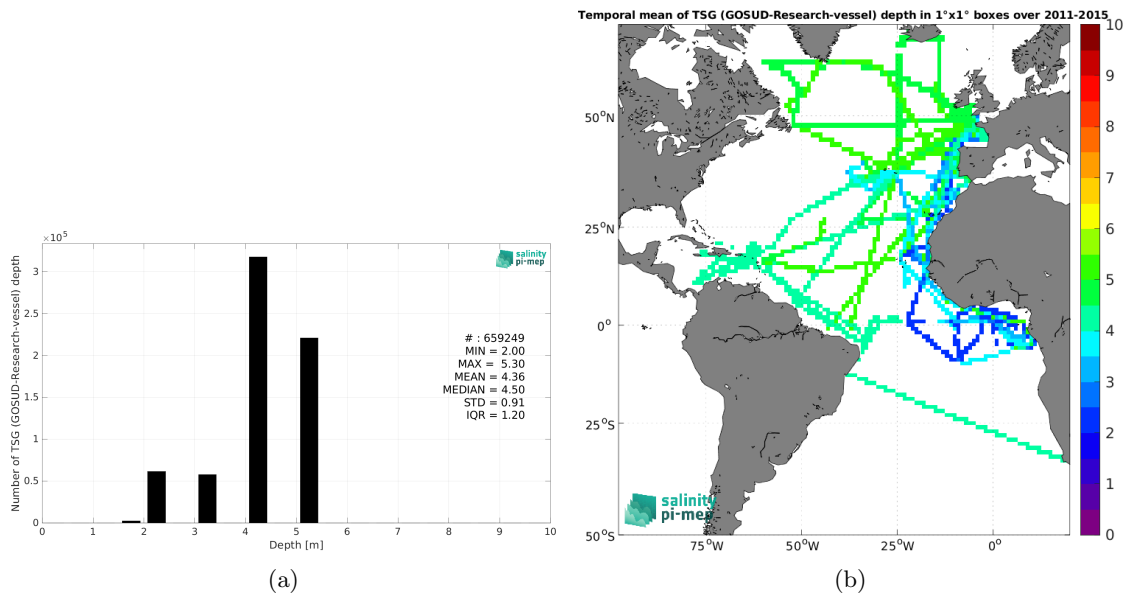 Temporal mean of TSG (GOSUD-Research-vessel) depth in 1°x1° boxes over 2011-2015
×10⁵
3
2.5
2
1.5
1
0.5
0
0 1 2 3 4 5 6 7 8 9 10
Depth [m]
Number of TSG (GOSUD-Research-vessel) depth
salinity
pi-mep
# : 659249
MIN = 2.00
MAX = 5.30
MEAN = 4.36
MEDIAN = 4.50
STD = 0.91
IQR = 1.20
(a)
50°N
25°N
0°
25°S
50°S
75°W 50°W 25°W 0°
salinity
pi-mep
10
9
8
7
6
5
4
3
2
1
0
(b)